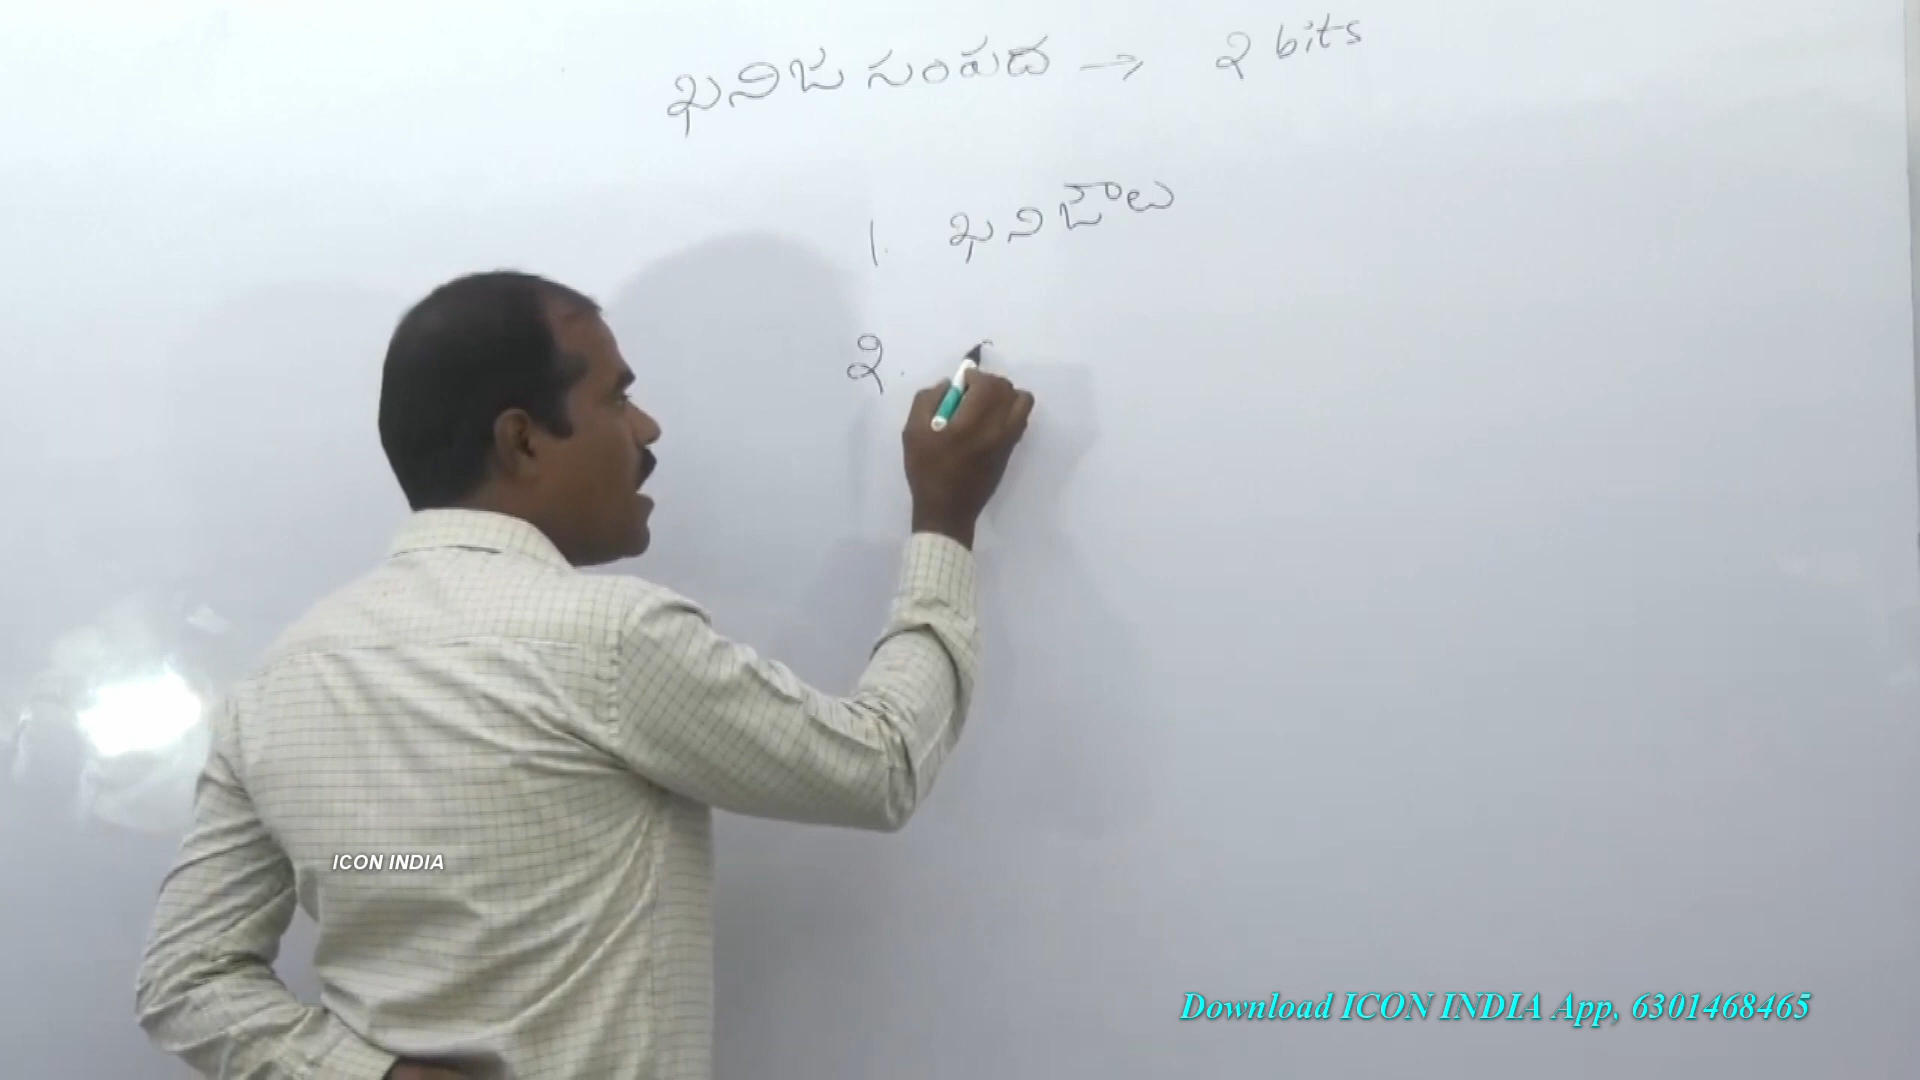 ఖనిజ సంపద → 2 bits
1. ఖనిజాలు
2.
ICON INDIA
Download ICON INDIA App, 6301468465